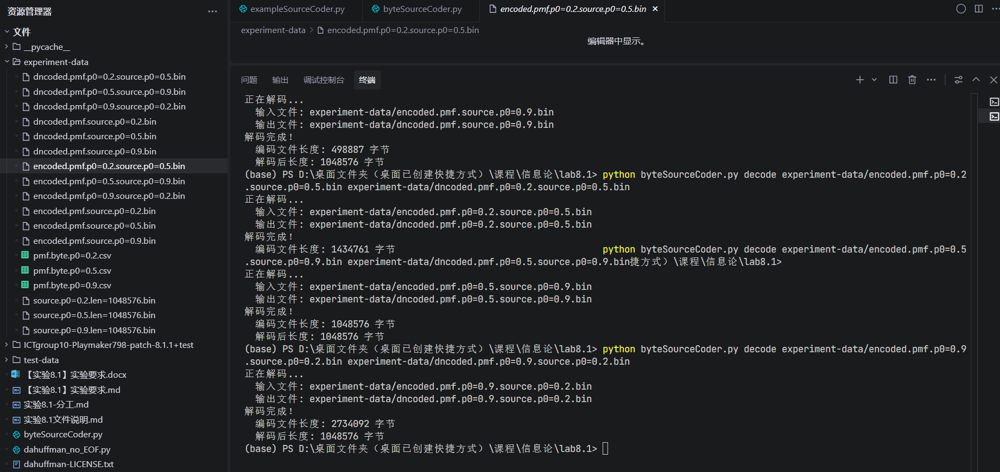 资源管理器
文件
__pycache__
experiment-data
dncoded.pmf.p0=0.2.source.p0=0.5.bin
dncoded.pmf.p0=0.5.source.p0=0.9.bin
dncoded.pmf.p0=0.9.source.p0=0.2.bin
dncoded.pmf.source.p0=0.2.bin
dncoded.pmf.source.p0=0.5.bin
dncoded.pmf.source.p0=0.9.bin
encoded.pmf.p0=0.2.source.p0=0.5.bin
encoded.pmf.p0=0.5.source.p0=0.9.bin
encoded.pmf.p0=0.9.source.p0=0.2.bin
encoded.pmf.source.p0=0.2.bin
encoded.pmf.source.p0=0.5.bin
encoded.pmf.source.p0=0.9.bin
pmf.byte.p0=0.2.csv
pmf.byte.p0=0.5.csv
pmf.byte.p0=0.9.csv
source.p0=0.2.len=1048576.bin
source.p0=0.5.len=1048576.bin
source.p0=0.9.len=1048576.bin
ICTgroup10-Playmaker798-patch-8.1.1+test
test-data
【实验8.1】实验要求.docx
【实验8.1】实验要求.md
实验8.1-分工.md
实验8.1文件说明.md
byteSourceCoder.py
dahuffman_no_EOF.py
dahuffman-LICENSE.txt
exampleSourceCoder.py
byteSourceCoder.py
encoded.pmf.p0=0.2.source.p0=0.5.bin
experiment-data > encoded.pmf.p0=0.2.source.p0=0.5.bin
编辑器中显示。
问题 输出 调试控制台 终端
正在解码...
输入文件: experiment-data/encoded.pmf.source.p0=0.9.bin
输出文件: experiment-data/dncoded.pmf.source.p0=0.9.bin
解码完成!
编码文件长度: 498887 字节
解码后长度: 1048576 字节
(base) PS D:\桌面文件夹（桌面已创建快捷方式）\课程\信息论\lab8.1> python byteSourceCoder.py decode experiment-data/encoded.pmf.p0=0.2
.source.p0=0.5.bin experiment-data/dncoded.pmf.p0=0.2.source.p0=0.5.bin
正在解码...
输入文件: experiment-data/encoded.pmf.p0=0.2.source.p0=0.5.bin
输出文件: experiment-data/dncoded.pmf.p0=0.2.source.p0=0.5.bin
解码完成!
编码文件长度: 1434761 字节 python byteSourceCoder.py decode experiment-data/encoded.pmf.p0=0.5
.source.p0=0.9.bin experiment-data/dncoded.pmf.p0=0.5.source.p0=0.9.bin捷方式）\课程\信息论\lab8.1>
正在解码...
输入文件: experiment-data/encoded.pmf.p0=0.5.source.p0=0.9.bin
输出文件: experiment-data/dncoded.pmf.p0=0.5.source.p0=0.9.bin
解码完成!
编码文件长度: 1048576 字节
解码后长度: 1048576 字节
(base) PS D:\桌面文件夹（桌面已创建快捷方式）\课程\信息论\lab8.1> python byteSourceCoder.py decode experiment-data/encoded.pmf.p0=0.9
.source.p0=0.2.bin experiment-data/dncoded.pmf.p0=0.9.source.p0=0.2.bin
正在解码...
输入文件: experiment-data/encoded.pmf.p0=0.9.source.p0=0.2.bin
输出文件: experiment-data/dncoded.pmf.p0=0.9.source.p0=0.2.bin
解码完成!
编码文件长度: 2734092 字节
解码后长度: 1048576 字节
(base) PS D:\桌面文件夹（桌面已创建快捷方式）\课程\信息论\lab8.1>